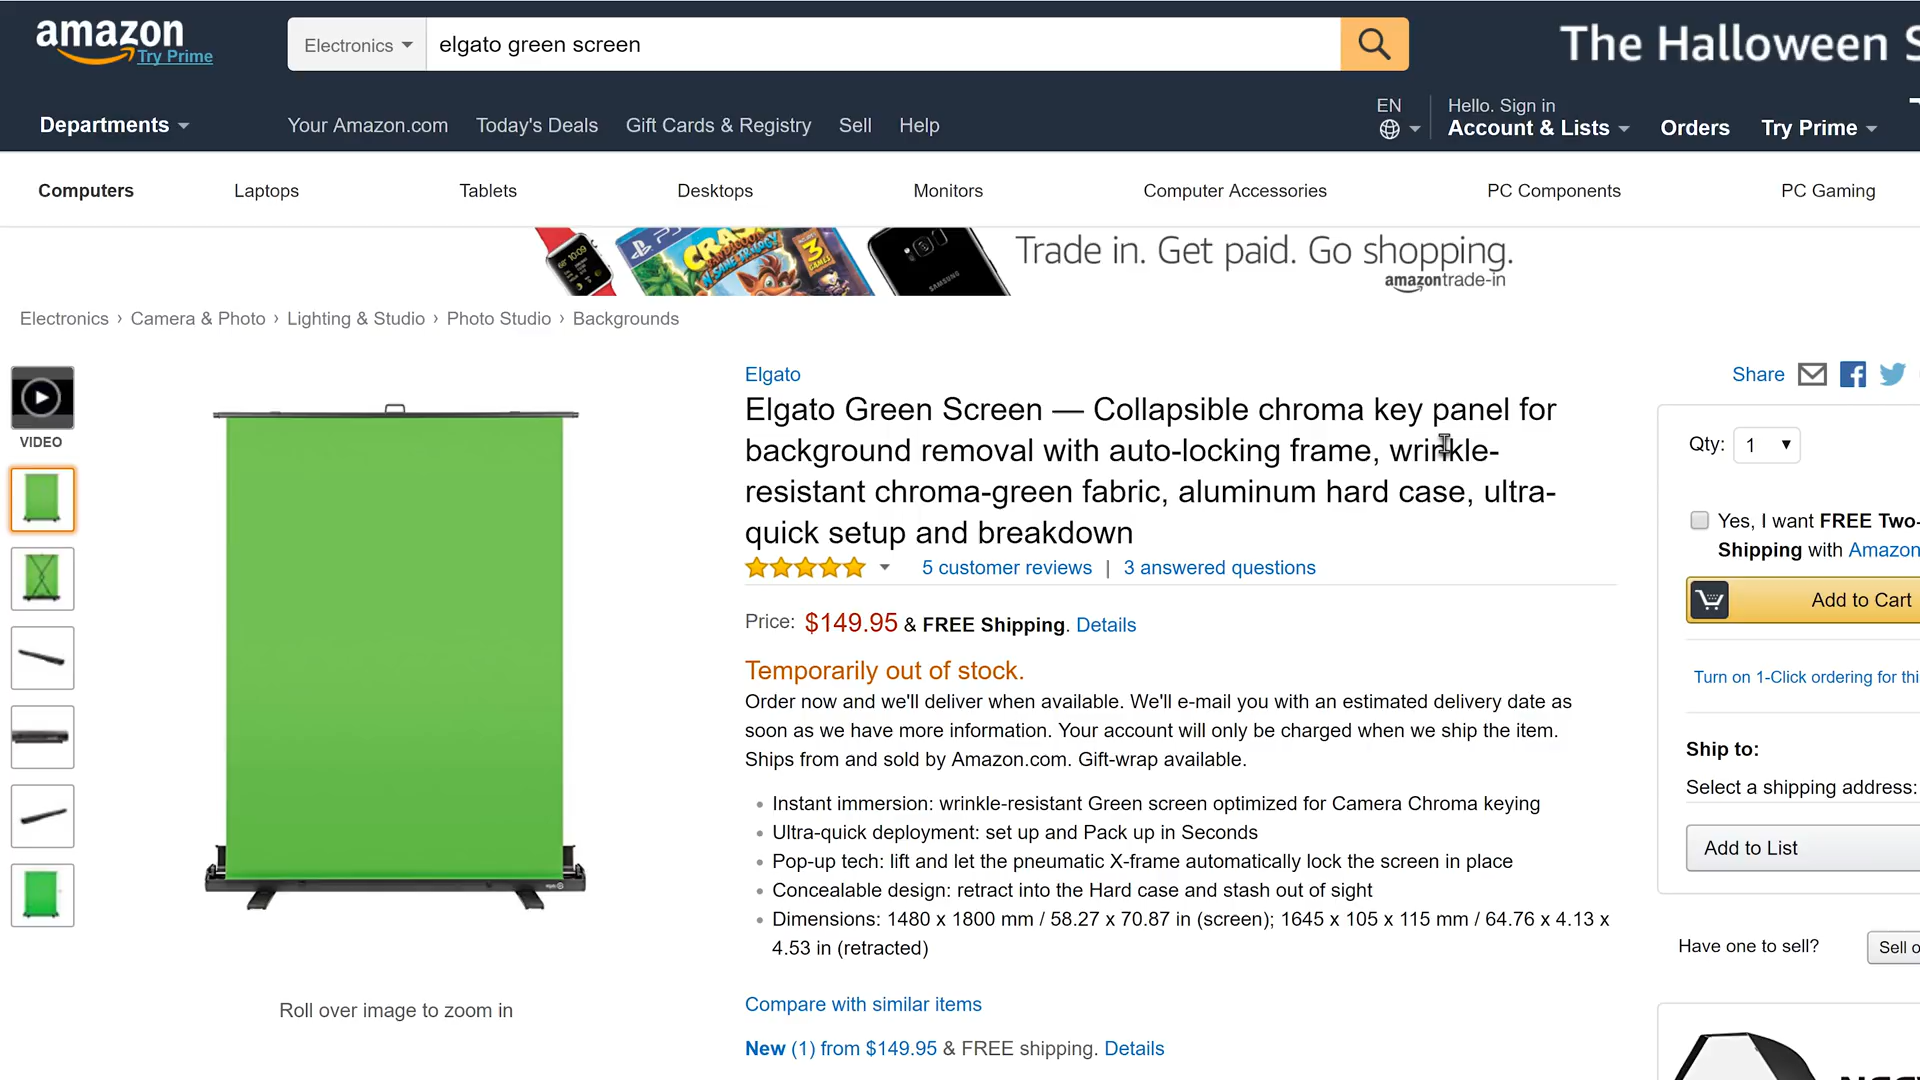 amazon
Try Prime
Electronics
elgato green screen
The Halloween S
Departments
Your Amazon.com
Today's Deals
Gift Cards & Registry
Sell
Help
EN
Hello. Sign in
Account & Lists
Orders
Try Prime
Computers
Laptops
Tablets
Desktops
Monitors
Computer Accessories
PC Components
PC Gaming
Trade in. Get paid. Go shopping.
amazontrade-in
Electronics › Camera & Photo › Lighting & Studio › Photo Studio › Backgrounds
VIDEO
Roll over image to zoom in
Elgato
Elgato Green Screen — Collapsible chroma key panel for
background removal with auto-locking frame, wrinkle-
resistant chroma-green fabric, aluminum hard case, ultra-
quick setup and breakdown
5 customer reviews | 3 answered questions
Price: $149.95 & FREE Shipping. Details
Temporarily out of stock.
Order now and we'll deliver when available. We'll e-mail you with an estimated delivery date as
soon as we have more information. Your account will only be charged when we ship the item.
Ships from and sold by Amazon.com. Gift-wrap available.
• Instant immersion: wrinkle-resistant Green screen optimized for Camera Chroma keying
• Ultra-quick deployment: set up and Pack up in Seconds
• Pop-up tech: lift and let the pneumatic X-frame automatically lock the screen in place
• Concealable design: retract into the Hard case and stash out of sight
• Dimensions: 1480 x 1800 mm / 58.27 x 70.87 in (screen); 1645 x 105 x 115 mm / 64.76 x 4.13 x
4.53 in (retracted)
Compare with similar items
New (1) from $149.95 & FREE shipping. Details
Share
Qty: 1
Yes, I want FREE Two-
Shipping with Amazon
Add to Cart
Turn on 1-Click ordering for thi
Ship to:
Select a shipping address:
Add to List
Have one to sell?
Sell o